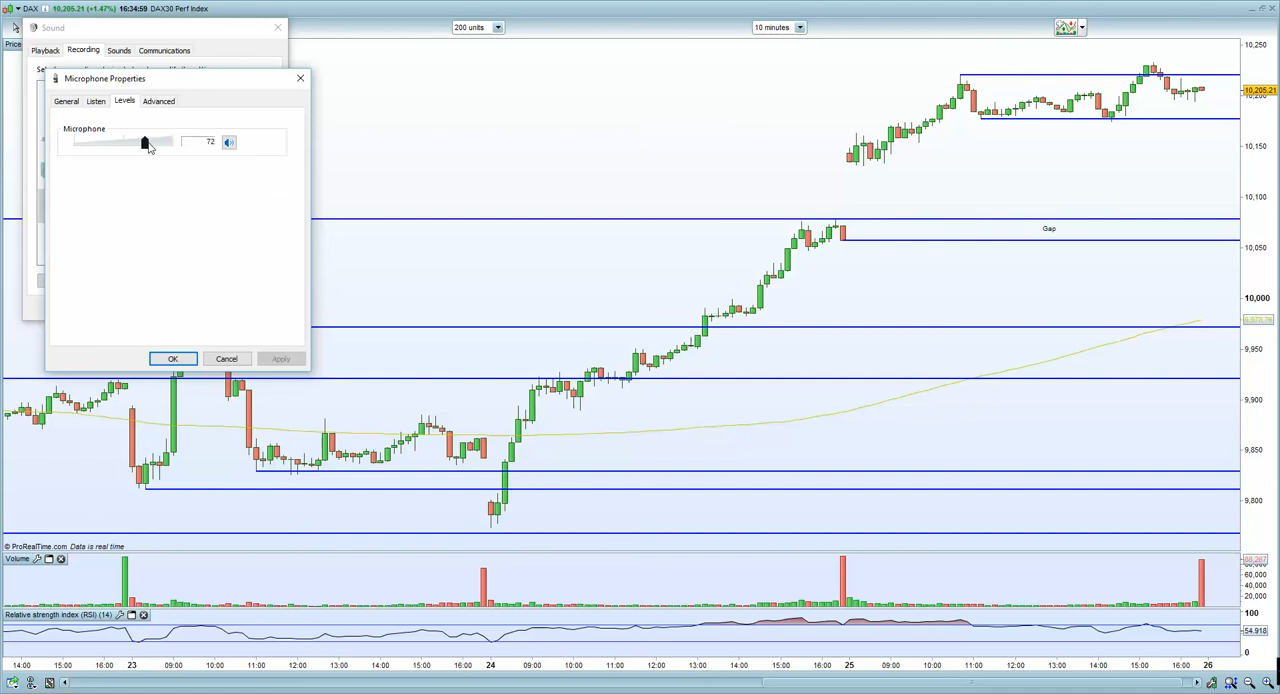 DAX 10,205.21 (+1.47%) 16:34:59 DAX30 Perf Index
Sound
200 units
10 minutes
Price
Playback Recording Sounds Communications
Microphone Properties
General Listen Levels Advanced
Microphone
72
OK Cancel Apply
Gap
10,250
10,205.21
10,150
10,100
10,050
10,000
9,950
9,900
9,850
9,800
© ProRealTime.com Data is real time
Volume
60,000
40,000
20,000
Relative strength index (RSI) (14)
100
54.918
0
14:00 15:00 16:00 23 09:00 10:00 11:00 12:00 13:00 14:00 15:00 16:00 24 09:00 10:00 11:00 12:00 13:00 14:00 15:00 16:00 25 09:00 10:00 11:00 12:00 13:00 14:00 15:00 16:00 26